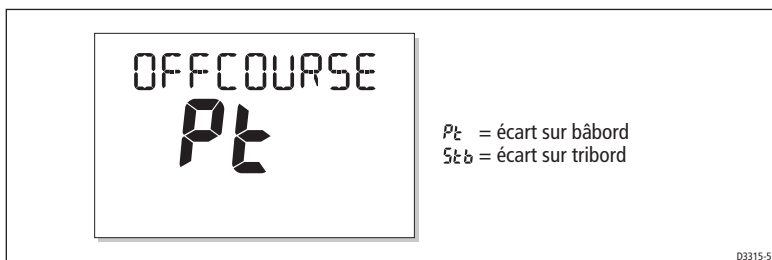 OFFCOURSE
Pt
Pt = écart sur bâbord
Stb = écart sur tribord
D3315-5